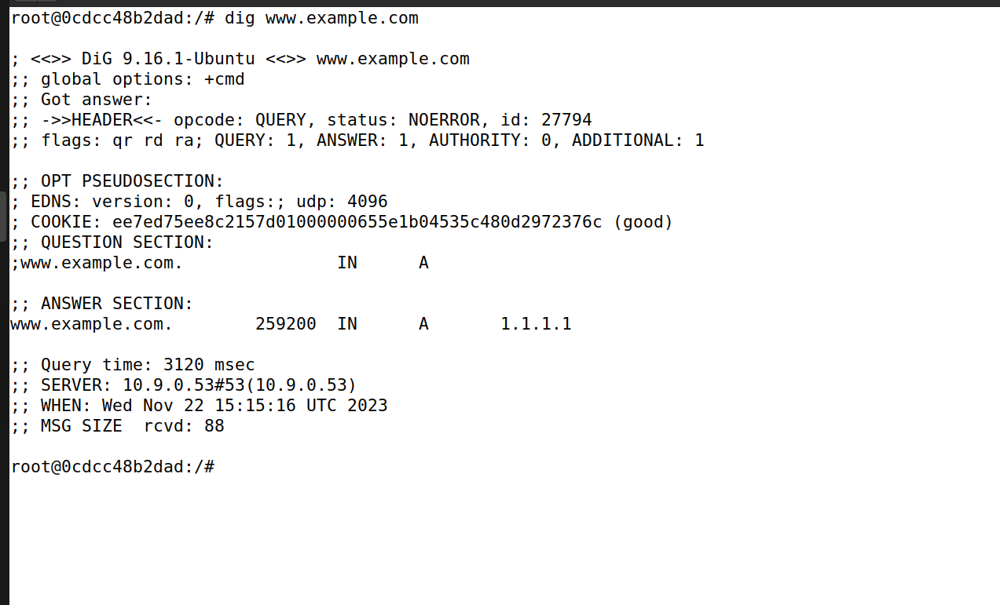 root@0cdcc48b2dad:/# dig www.example.com
; <<>> DiG 9.16.1-Ubuntu <<>> www.example.com
;; global options: +cmd
;; Got answer:
;; ->>HEADER<<- opcode: QUERY, status: NOERROR, id: 27794
;; flags: qr rd ra; QUERY: 1, ANSWER: 1, AUTHORITY: 0, ADDITIONAL: 1
;; OPT PSEUDOSECTION:
; EDNS: version: 0, flags:; udp: 4096
; COOKIE: ee7ed75ee8c2157d01000000655e1b04535c480d2972376c (good)
;; QUESTION SECTION:
;www.example.com.               IN      A
;; ANSWER SECTION:
www.example.com.        259200  IN      A       1.1.1.1
;; Query time: 3120 msec
;; SERVER: 10.9.0.53#53(10.9.0.53)
;; WHEN: Wed Nov 22 15:15:16 UTC 2023
;; MSG SIZE  rcvd: 88
root@0cdcc48b2dad:/#